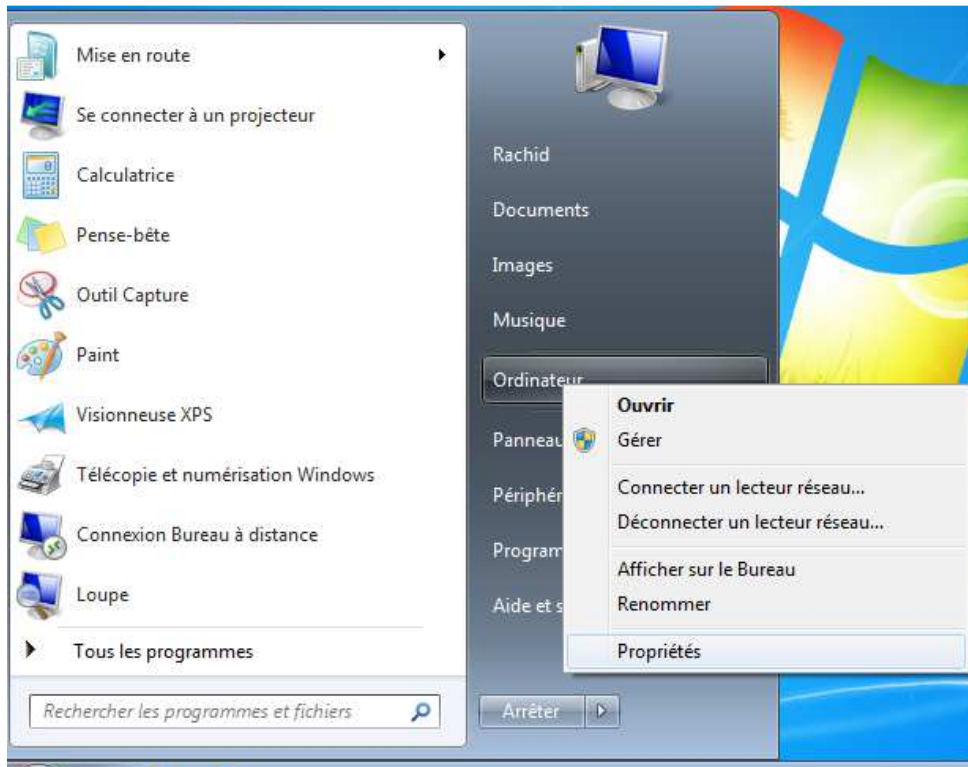 Mise en route
Se connecter à un projecteur
Calculatrice
Pense-bête
Outil Capture
Paint
Visionneuse XPS
Télécopie et numérisation Windows
Connexion Bureau à distance
Loupe
Tous les programmes
Rechercher les programmes et fichiers
Rachid
Documents
Images
Musique
Ordinateur
Panneau
Périphér
Program
Aide et s
Arrêter
Ouvrir
Gérer
Connecter un lecteur réseau...
Déconnecter un lecteur réseau...
Afficher sur le Bureau
Renommer
Propriétés